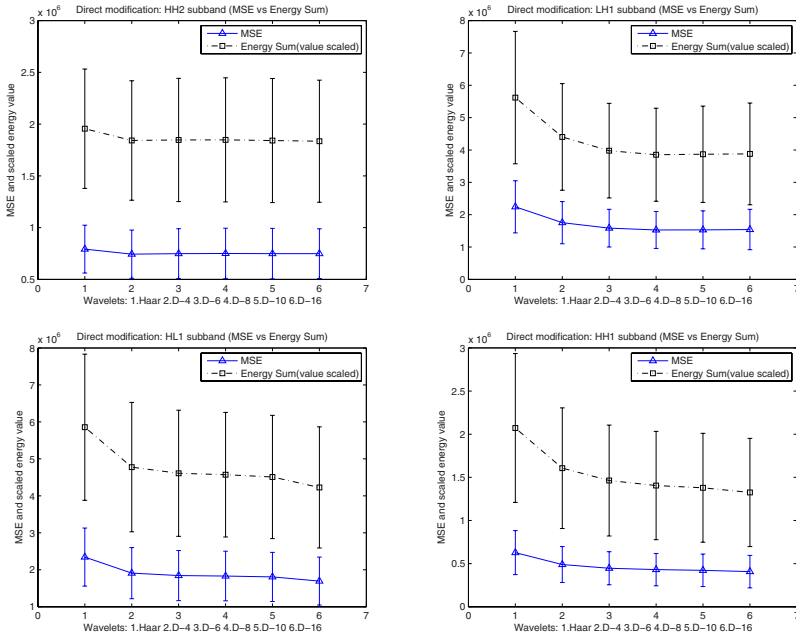 Direct modification: HH2 subband (MSE vs Energy Sum)
x 10^6
MSE
Energy Sum(value scaled)
MSE and scaled energy value
3
2.5
2
1.5
1
0.5
0 1 2 3 4 5 6 7
Wavelets: 1.Haar 2.D−4 3.D−6 4.D−8 5.D−10 6.D−16
Direct modification: LH1 subband (MSE vs Energy Sum)
x 10^6
MSE
Energy Sum(value scaled)
MSE and scaled energy value
8
7
6
5
4
3
2
1
0
0 1 2 3 4 5 6 7
Wavelets: 1.Haar 2.D−4 3.D−6 4.D−8 5.D−10 6.D−16
Direct modification: HL1 subband (MSE vs Energy Sum)
x 10^6
MSE
Energy Sum(value scaled)
MSE and scaled energy value
8
7
6
5
4
3
2
1
0 1 2 3 4 5 6 7
Wavelets: 1.Haar 2.D−4 3.D−6 4.D−8 5.D−10 6.D−16
Direct modification: HH1 subband (MSE vs Energy Sum)
x 10^6
MSE
Energy Sum(value scaled)
MSE and scaled energy value
3
2.5
2
1.5
1
0.5
0
0 1 2 3 4 5 6 7
Wavelets: 1.Haar 2.D−4 3.D−6 4.D−8 5.D−10 6.D−16